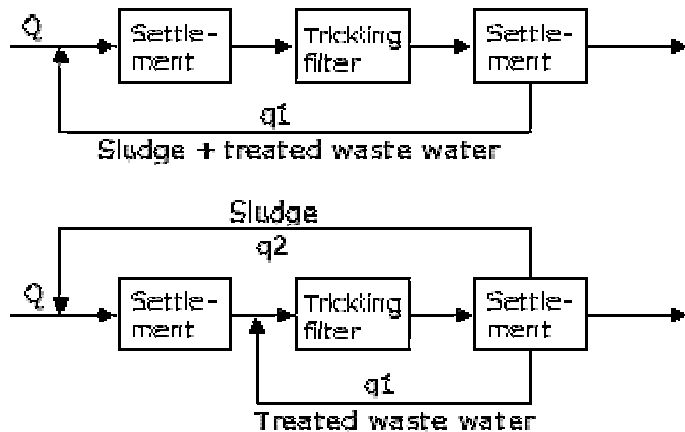 Q
Settle-
ment
Trickling
filter
Settle-
ment
q1
Sludge + treated waste water
Sludge
q2
Q
Settle-
ment
Trickling
filter
Settle-
ment
q1
Treated waste water